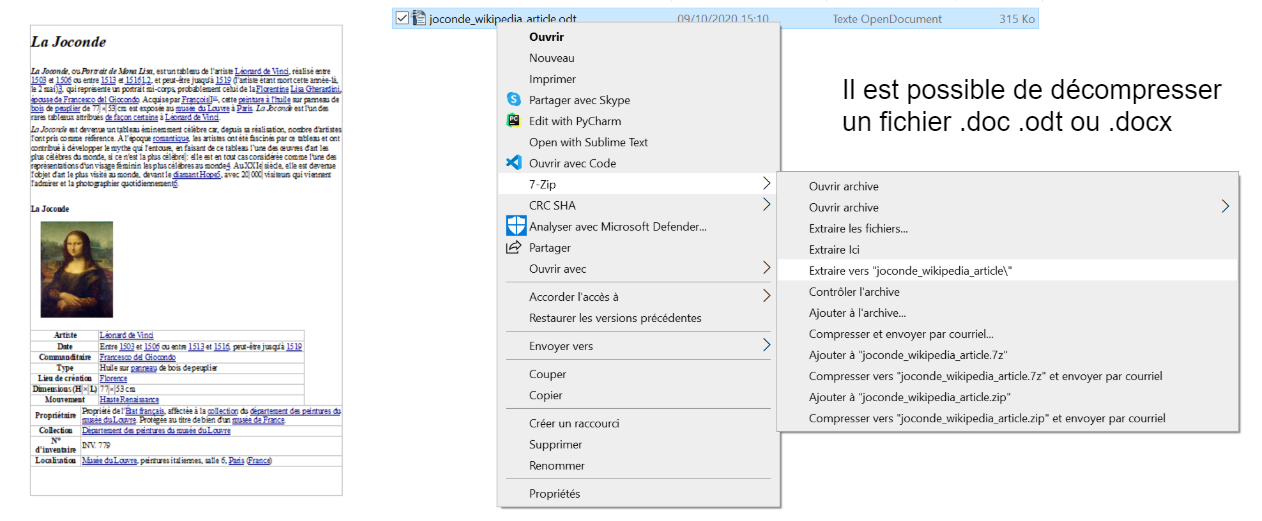 La Joconde
La Joconde, ou Portrait de Mona Lisa, est un tableau de l'artiste Léonard de Vinci, réalisé entre
1503 et 1506 ou entre 1513 et 15161,2, et peut-être jusqu'à 1519 (l'artiste étant mort cette année-là,
le 2 mai)3, qui représente un portrait mi-corps, probablement celui de la Florentine Lisa Gherardini,
épouse de Francesco del Giocondo. Acquise par François Ier, cette peinture à l'huile sur panneau de
bois de peuplier de 77 × 53 cm est exposée au musée du Louvre à Paris. La Joconde est l'un des
rares tableaux attribués de façon certaine à Léonard de Vinci.
La Joconde est devenue un tableau éminemment célèbre car, depuis sa réalisation, nombre d'artistes
l'ont pris comme référence. A l'époque romantique, les artistes ont été fascinés par ce tableau et ont
contribué à développer le mythe qui l'entoure, en faisant de ce tableau l'une des œuvres d'art les
plus célèbres du monde, si ce n'est la plus célèbre : elle est en tout cas considérée comme l'une des
représentations d'un visage féminin les plus célèbres au monde4. Au XXIe siècle, elle est devenue
l'objet d'art le plus visité au monde, devant le diamant Hope5, avec 20 000 visiteurs qui viennent
l'admirer et la photographier quotidiennement6.
La Joconde
Artiste Léonard de Vinci
Date Entre 1503 et 1506 ou entre 1513 et 1516, peut-être jusqu'à 1519
Commanditaire Francesco del Giocondo
Type Huile sur panneau de bois de peuplier
Lieu de création Florence
Dimensions (H × L) 77 × 53 cm
Mouvement Haute Renaissance
Propriétaire Propriété de l'État français, affectée à la collection du département des peintures du
musée du Louvre. Protégée au titre de bien d'un musée de France.
Collection Département des peintures du musée du Louvre
N°
d'inventaire INV. 779
Localisation Musée du Louvre, peintures italiennes, salle 6, Paris (France)
joconde_wikipedia_article.odt 09/10/2020 15:10 Texte OpenDocument 315 Ko
Ouvrir
Nouveau
Imprimer
Partager avec Skype
Edit with PyCharm
Open with Sublime Text
Ouvrir avec Code
7-Zip
CRC SHA
Analyser avec Microsoft Defender...
Partager
Ouvrir avec
Accorder l'accès à
Restaurer les versions précédentes
Envoyer vers
Couper
Copier
Créer un raccourci
Supprimer
Renommer
Propriétés
Ouvrir archive
Ouvrir archive
Extraire les fichiers...
Extraire Ici
Extraire vers "joconde_wikipedia_article\"
Contrôler l'archive
Ajouter à l'archive...
Compresser et envoyer par courriel...
Ajouter à "joconde_wikipedia_article.7z"
Compresser vers "joconde_wikipedia_article.7z" et envoyer par courriel
Ajouter à "joconde_wikipedia_article.zip"
Compresser vers "joconde_wikipedia_article.zip" et envoyer par courriel
Il est possible de décompresser
un fichier .doc .odt ou .docx